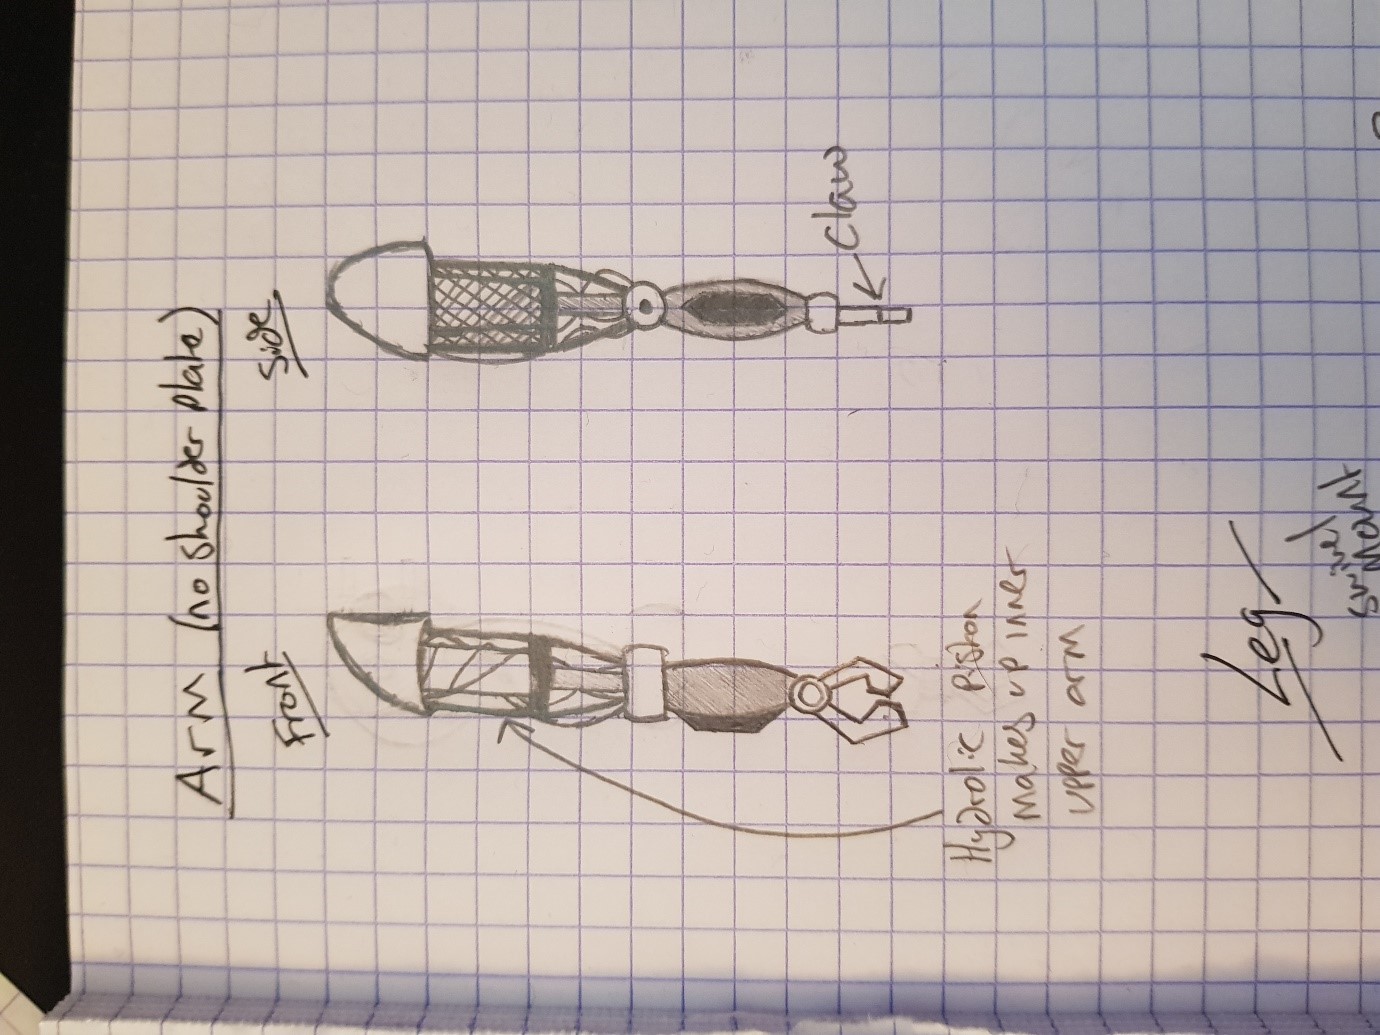 Arm (no shoulder plate)
Front
Side
Claw
Hydrolic Piston
makes up inner
upper arm
Leg
Swivel
Mount